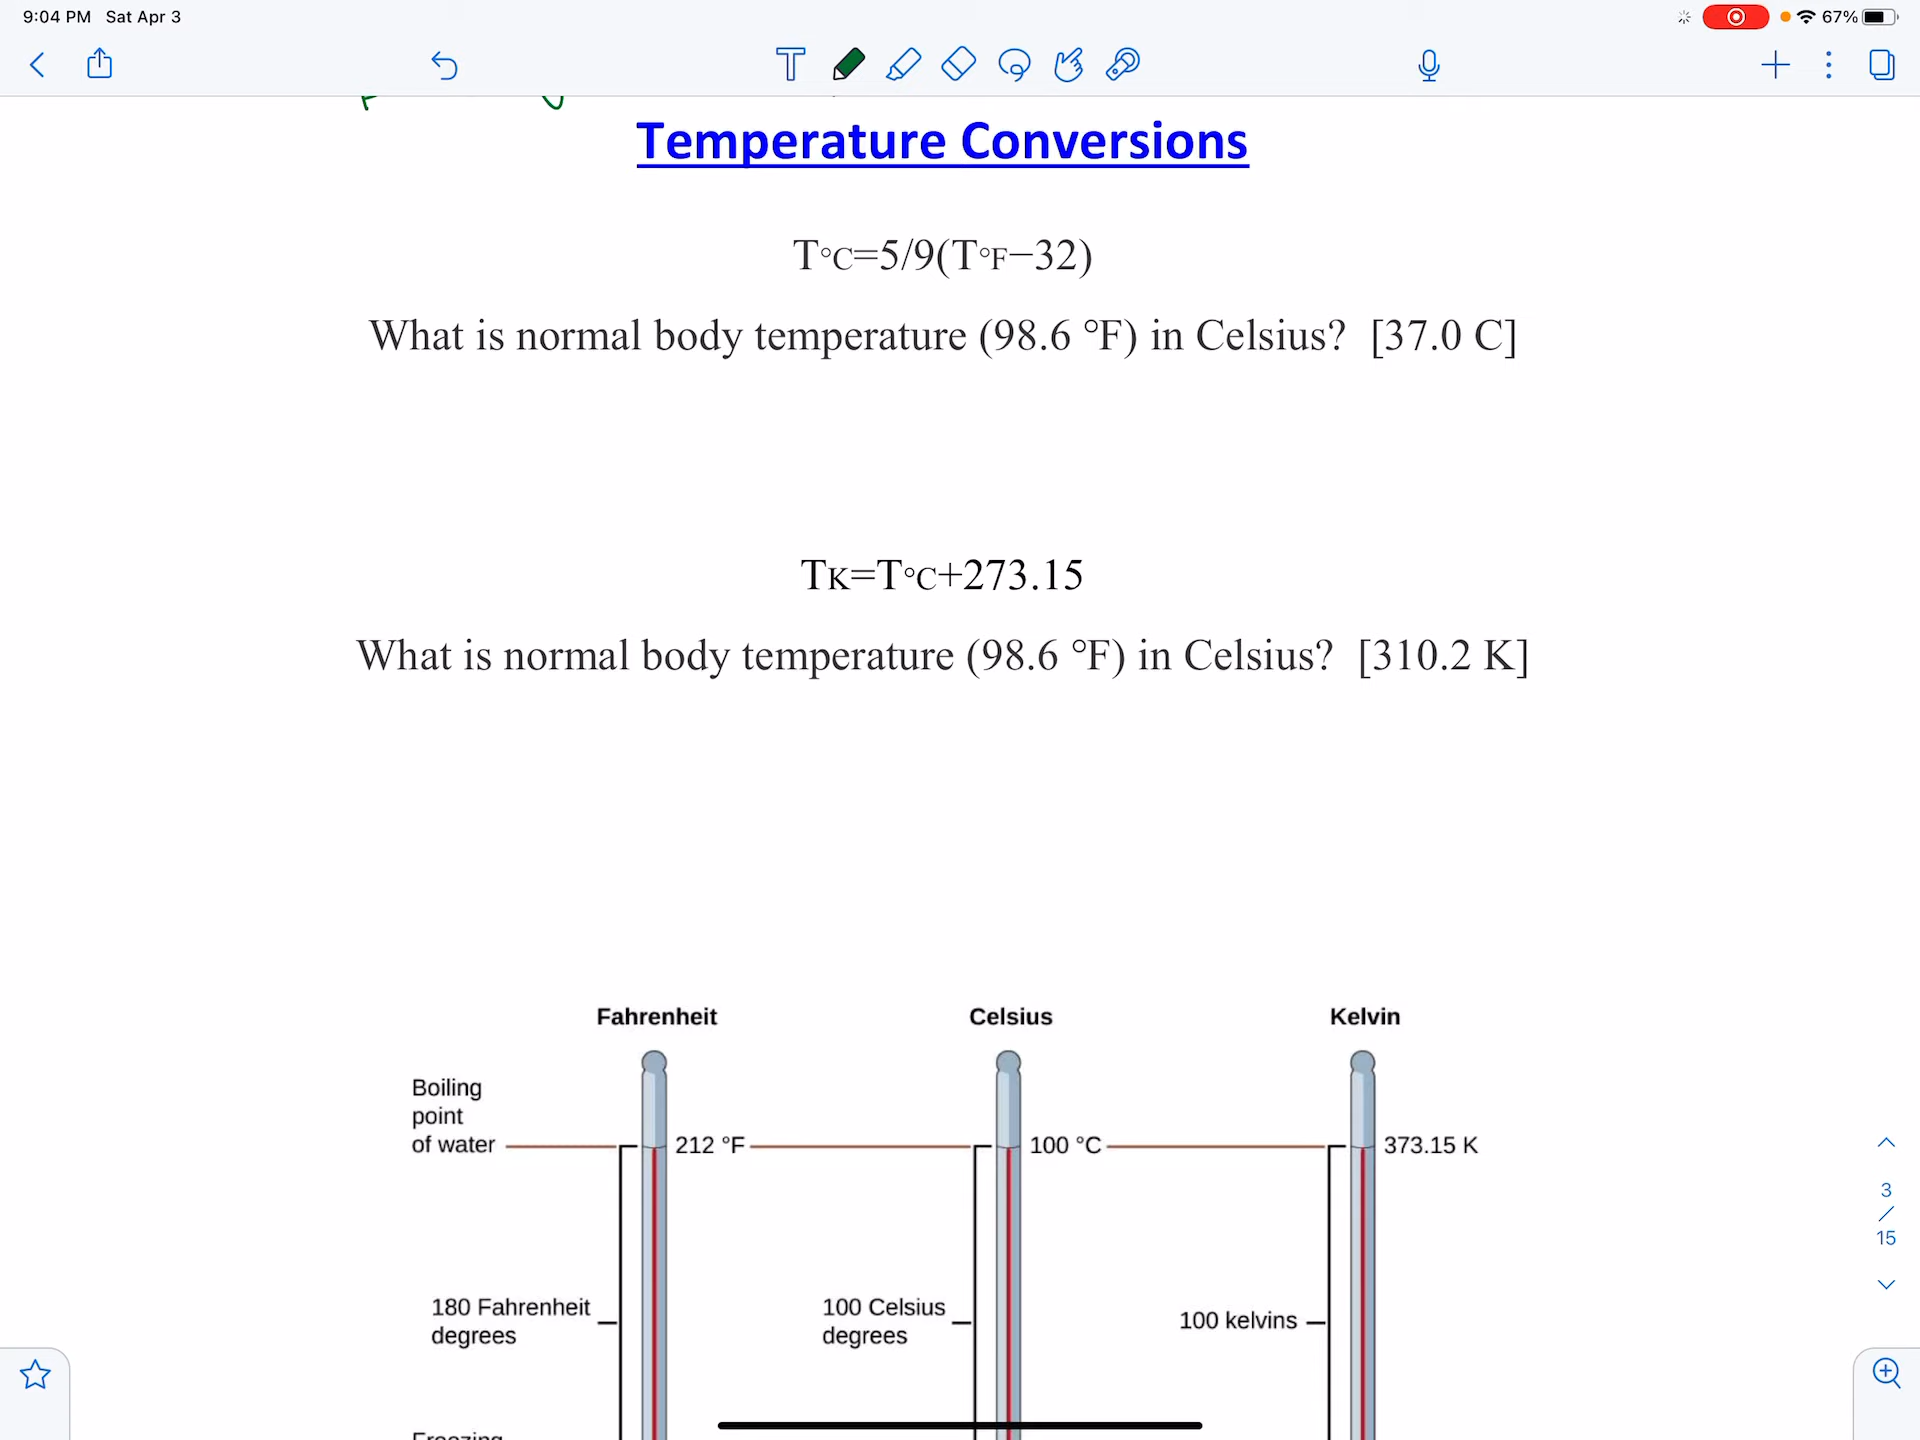 9:04 PM Sat Apr 3
67%
Temperature Conversions
T°C=5/9(T°F−32)
What is normal body temperature (98.6 °F) in Celsius? [37.0 C]
TK=T°C+273.15
What is normal body temperature (98.6 °F) in Celsius? [310.2 K]
Fahrenheit Celsius Kelvin
Boiling
point
of water 212 °F 100 °C 373.15 K
3
/
15
180 Fahrenheit
degrees
100 Celsius
degrees
100 kelvins